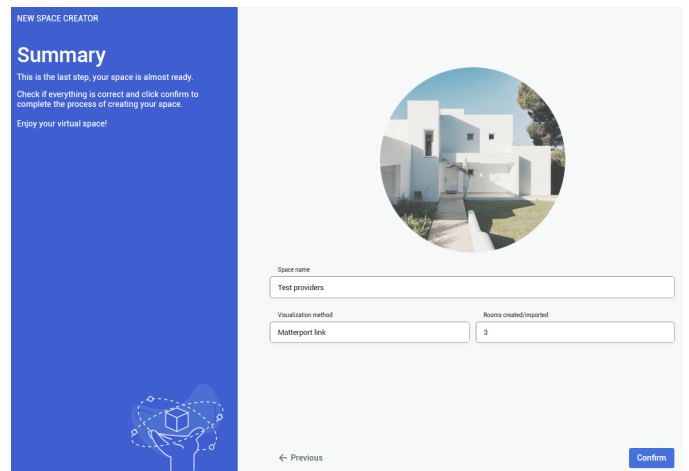 NEW SPACE CREATOR
Summary
This is the last step, your space is almost ready.
Check if everything is correct and click confirm to
complete the process of creating your space.
Enjoy your virtual space!
Space name
Test providers
Visualization method
Rooms created/imported
Matterport link
3
← Previous
Confirm